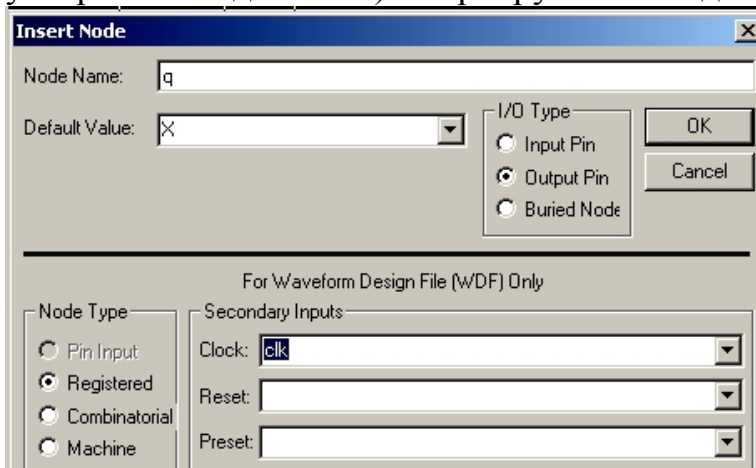 Insert Node
Node Name: q
Default Value: X
I/O Type
Input Pin
Output Pin
Buried Node
OK
Cancel
For Waveform Design File (WDF) Only
Node Type
Pin Input
Registered
Combinatorial
Machine
Secondary Inputs
Clock: clk
Reset:
Preset: